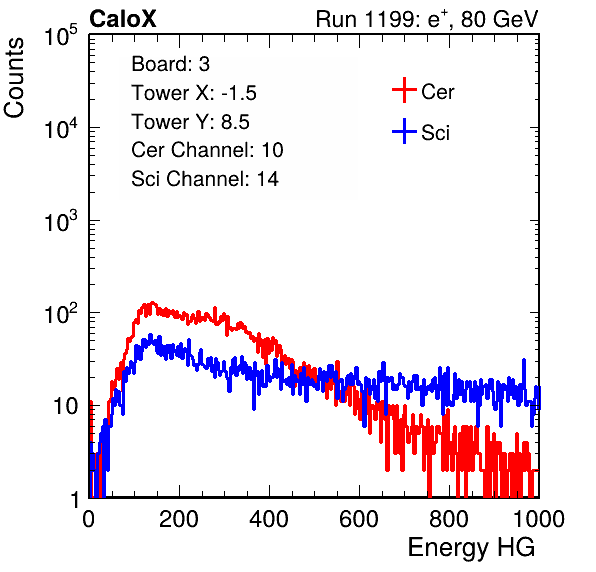 CaloX Run 1199: e⁺, 80 GeV
Counts
10⁵
10⁴
10³
10²
10
1
Board: 3
Tower X: -1.5
Tower Y: 8.5
Cer Channel: 10
Sci Channel: 14
Cer
Sci
0 200 400 600 800 1000
Energy HG